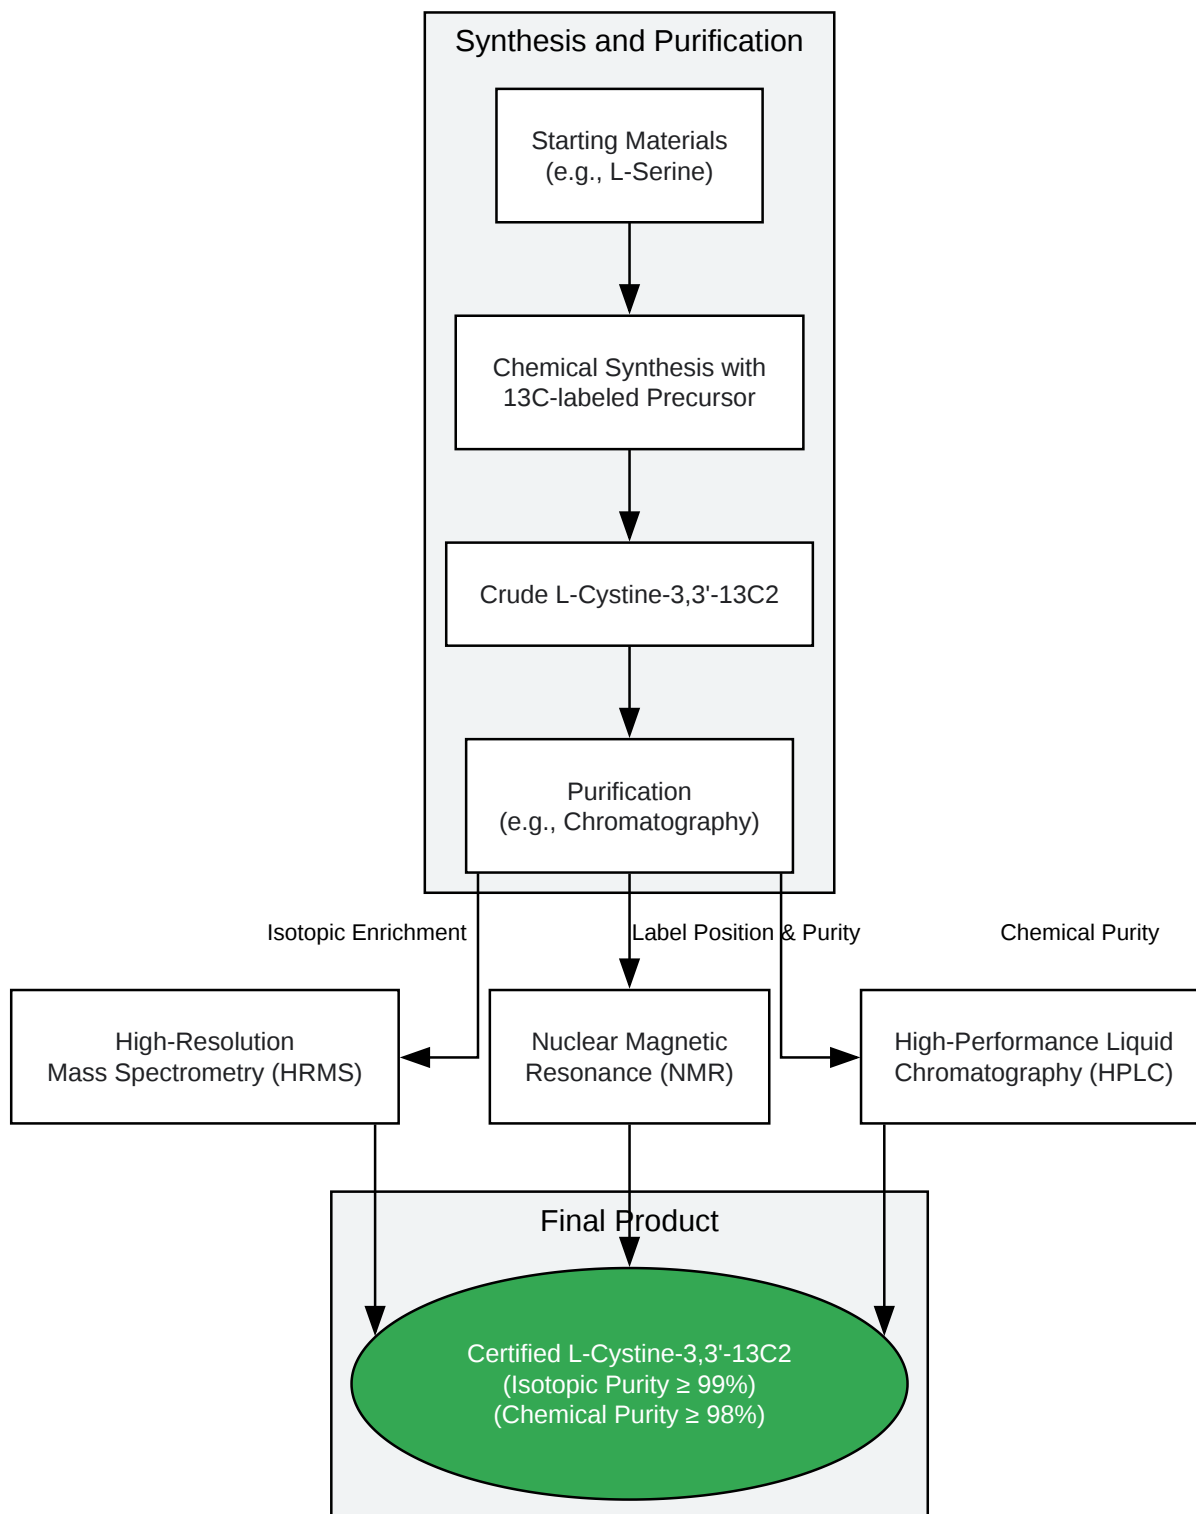 Synthesis and Purification
Starting Materials
(e.g., L-Serine)
Chemical Synthesis with
13C-labeled Precursor
Crude L-Cystine-3,3'-13C2
Purification
(e.g., Chromatography)
Isotopic Enrichment
Label Position & Purity
Chemical Purity
High-Resolution
Mass Spectrometry (HRMS)
Nuclear Magnetic
Resonance (NMR)
High-Performance Liquid
Chromatography (HPLC)
Final Product
Certified L-Cystine-3,3'-13C2
(Isotopic Purity ≥ 99%)
(Chemical Purity ≥ 98%)